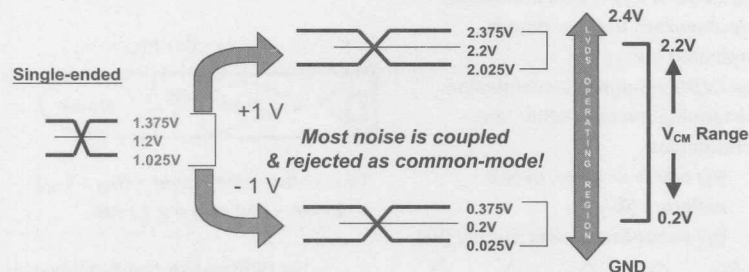 Single-ended
1.375V
1.2V
1.025V
+1 V
- 1 V
2.375V
2.2V
2.025V
Most noise is coupled
& rejected as common-mode!
0.375V
0.2V
0.025V
2.4V
LVDS OPERATING REGION
GND
2.2V
VCM Range
0.2V